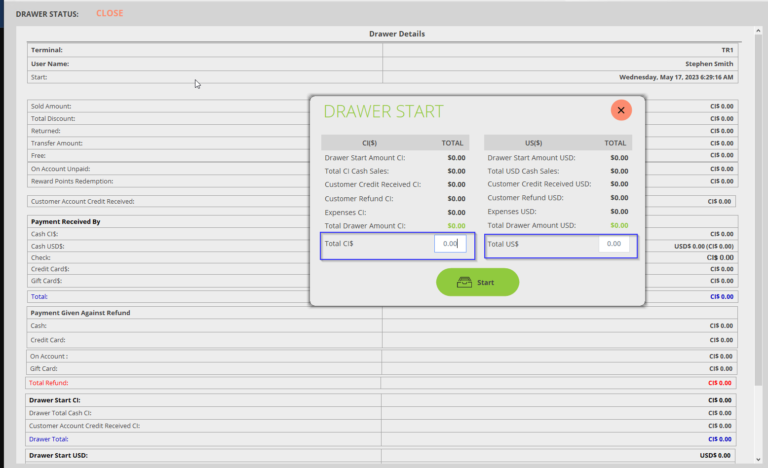 DRAWER STATUS: CLOSE
Drawer Details
Terminal: TR1
User Name: Stephen Smith
Start: Wednesday, May 17, 2023 6:29:16 AM
Sold Amount: CI$ 0.00
Total Discount: CI$ 0.00
Returned: CI$ 0.00
Transfer Amount: CI$ 0.00
Free: CI$ 0.00
On Account Unpaid: CI$ 0.00
Reward Points Redemption: CI$ 0.00
Customer Account Credit Received: CI$ 0.00
Payment Received By
Cash CI$: CI$ 0.00
Cash USD$: USD$ 0.00 (CI$ 0.00)
Check: CI$ 0.00
Credit Card$: CI$ 0.00
Gift Card$: CI$ 0.00
Total: CI$ 0.00
Payment Given Against Refund
Cash: CI$ 0.00
Credit Card: CI$ 0.00
On Account : CI$ 0.00
Gift Card: CI$ 0.00
Total Refund: CI$ 0.00
Drawer Start CI: CI$ 0.00
Drawer Total Cash CI: CI$ 0.00
Customer Account Credit Received CI: CI$ 0.00
Drawer Total: CI$ 0.00
Drawer Start USD: USD$ 0.00
DRAWER START
CI($) TOTAL US($) TOTAL
Drawer Start Amount CI: $0.00 Drawer Start Amount USD: $0.00
Total CI Cash Sales: $0.00 Total USD Cash Sales: $0.00
Customer Credit Received CI: $0.00 Customer Credit Received USD: $0.00
Customer Refund CI: $0.00 Customer Refund USD: $0.00
Expenses CI: $0.00 Expenses USD: $0.00
Total Drawer Amount CI: $0.00 Total Drawer Amount USD: $0.00
Total CI$ 0.00 Total US$ 0.00
Start